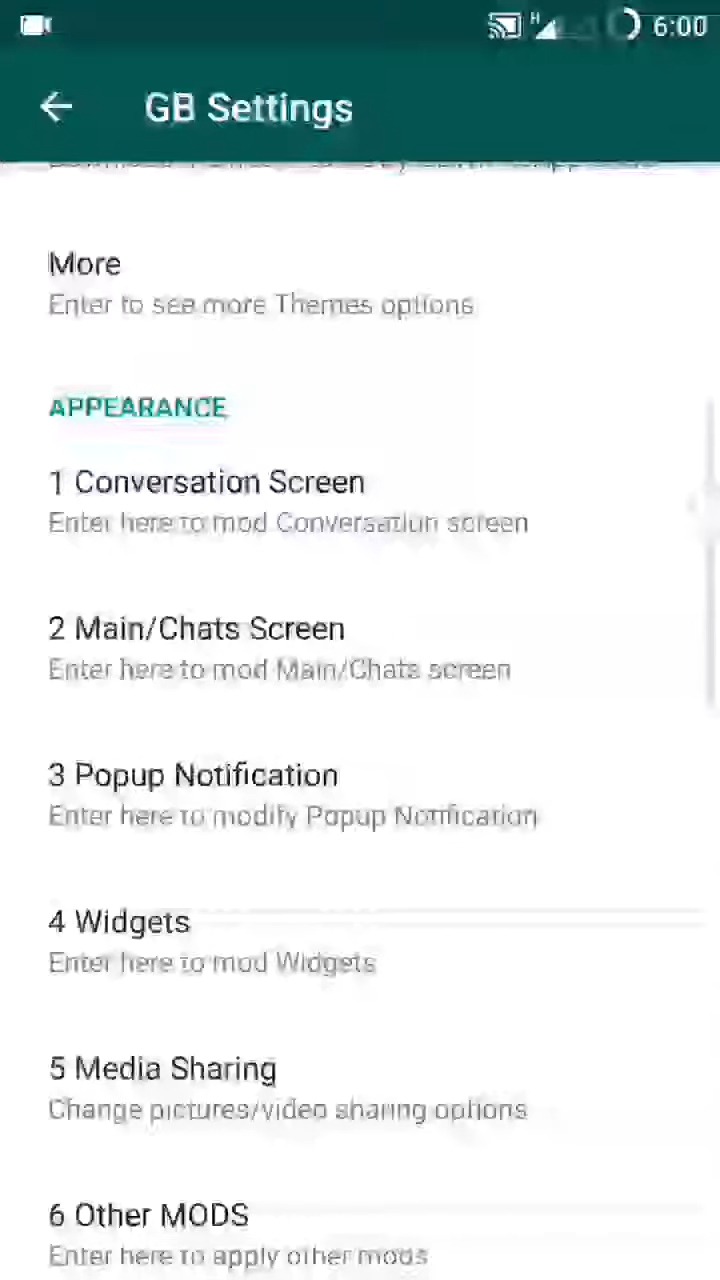 H 6:00
GB Settings
More
Enter to see more Themes options
APPEARANCE
1 Conversation Screen
Enter here to mod Conversation screen
2 Main/Chats Screen
Enter here to mod Main/Chats screen
3 Popup Notification
Enter here to modify Popup Notification
4 Widgets
Enter here to mod Widgets
5 Media Sharing
Change pictures/video sharing options
6 Other MODS
Enter here to apply other mods